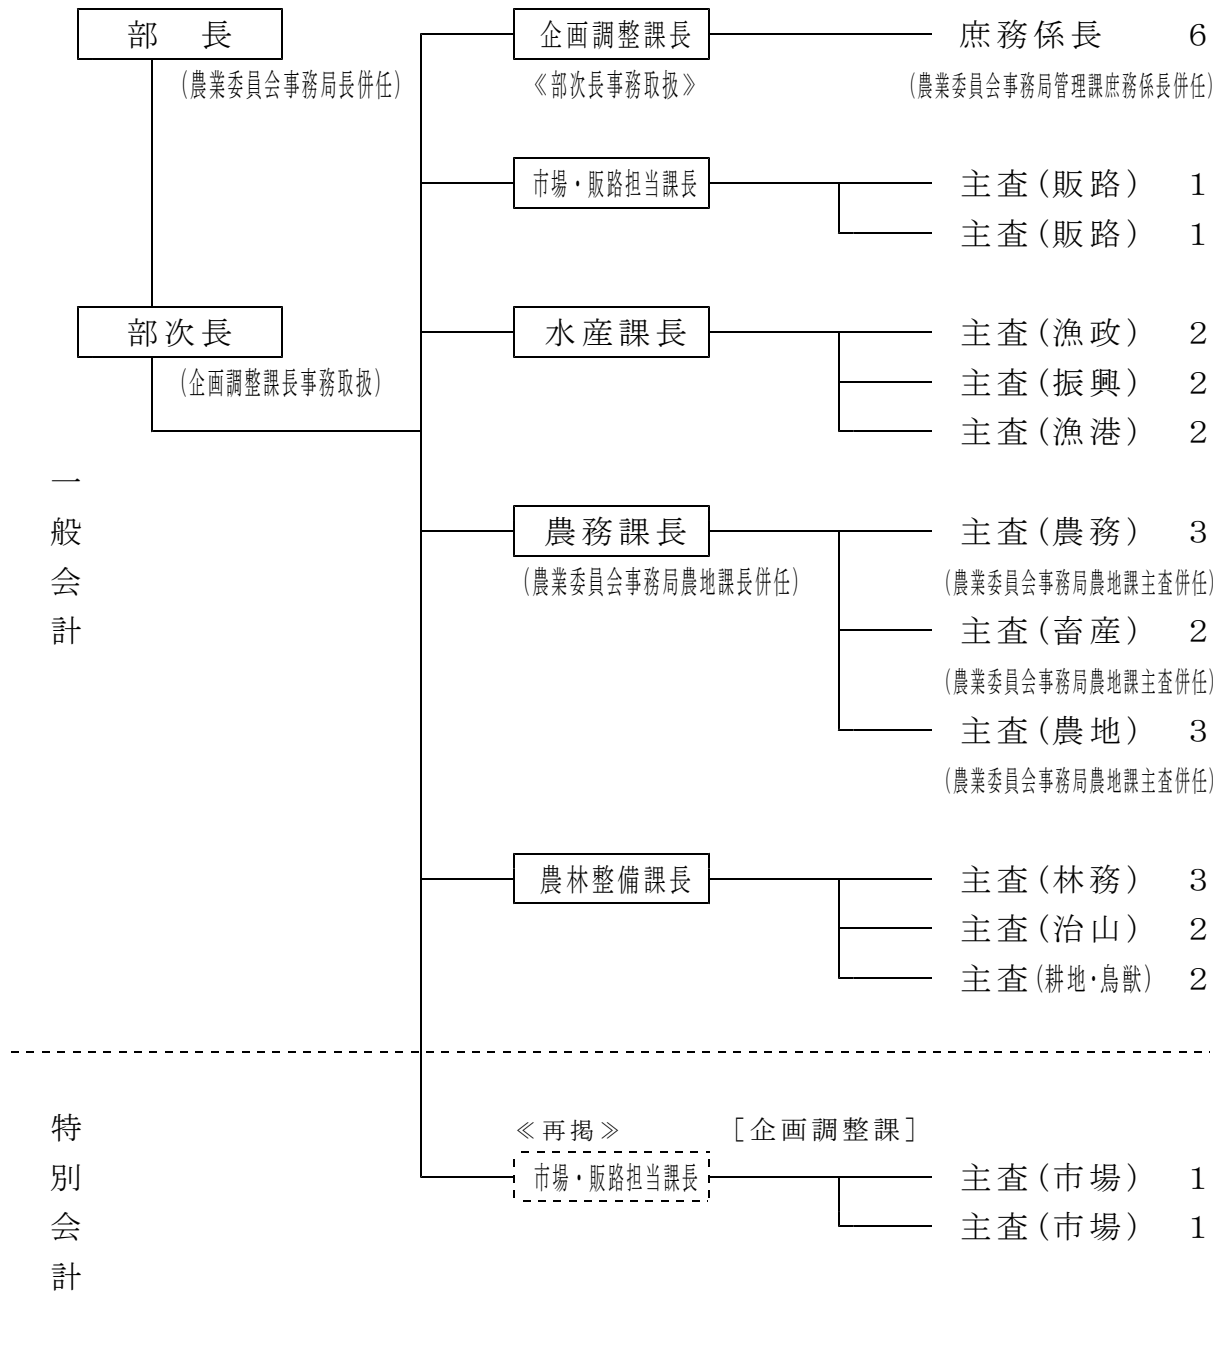 部　長　企画調整課長　庶務係長　6
(農業委員会事務局長併任)　《部次長事務取扱》　(農業委員会事務局管理課庶務係長併任)
市場・販路担当課長　主査(販路)　1
主査(販路)　1
部次長　水産課長　主査(漁政)　2
(企画調整課長事務取扱)　主査(振興)　2
主査(漁港)　2
一般会計
農務課長　主査(農務)　3
(農業委員会事務局農地課長併任)　(農業委員会事務局農地課主査併任)
主査(畜産)　2
(農業委員会事務局農地課主査併任)
主査(農地)　3
(農業委員会事務局農地課主査併任)
農林整備課長　主査(林務)　3
主査(治山)　2
主査(耕地・鳥獣)　2
特別会計
≪再掲≫　[企画調整課]
市場・販路担当課長　主査(市場)　1
主査(市場)　1